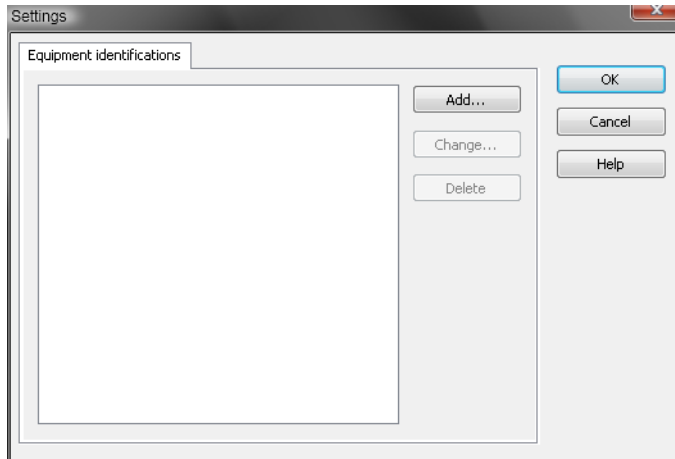 Settings
Equipment identifications
Add...
Change...
Delete
OK
Cancel
Help